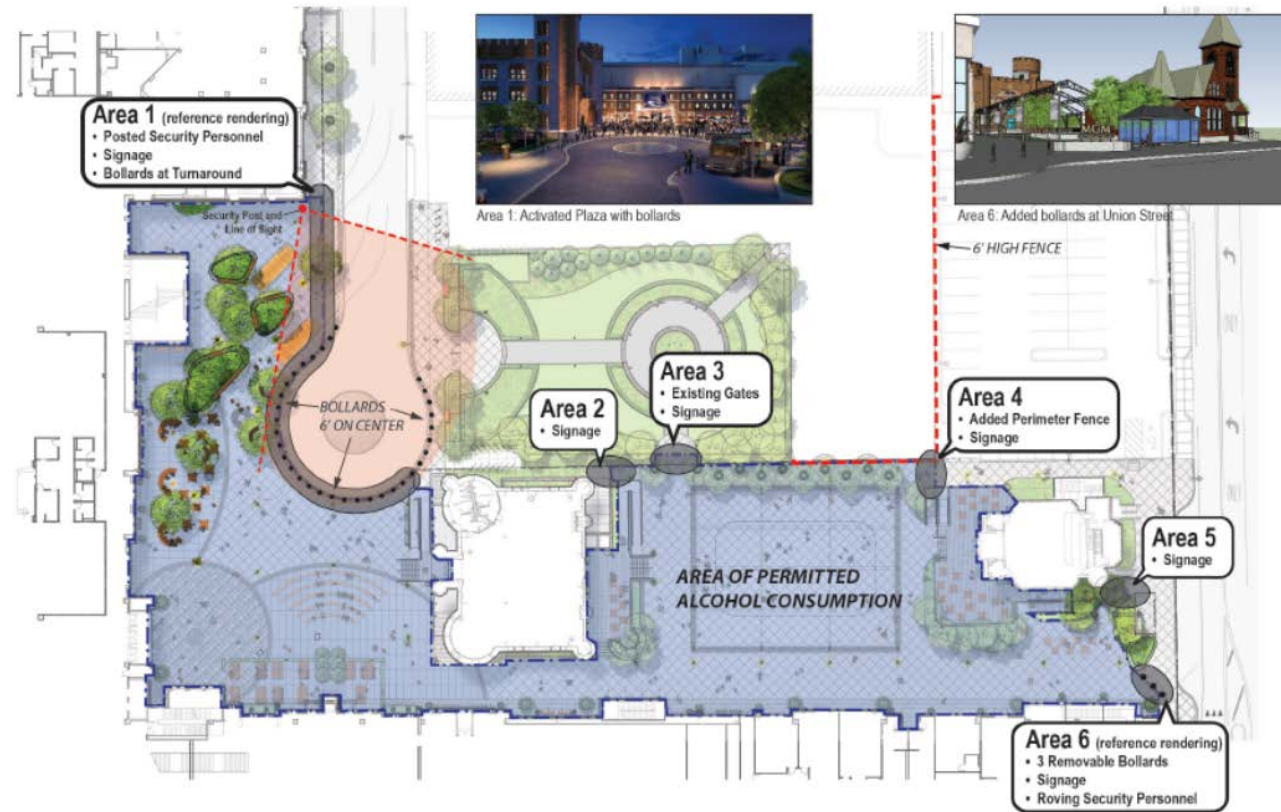 Area 1 (reference rendering)
• Posted Security Personnel
• Signage
• Bollards at Turnaround
Security Post and
Line of Sight
MGM
Area 1: Activated Plaza with bollards
Area 6: Added bollards at Union Street
6' HIGH FENCE
BOLLARDS
6' ON CENTER
Area 2
• Signage
Area 3
• Existing Gates
• Signage
Area 4
• Added Perimeter Fence
• Signage
Area 5
• Signage
AREA OF PERMITTED
ALCOHOL CONSUMPTION
Area 6 (reference rendering)
• 3 Removable Bollards
• Signage
• Roving Security Personnel